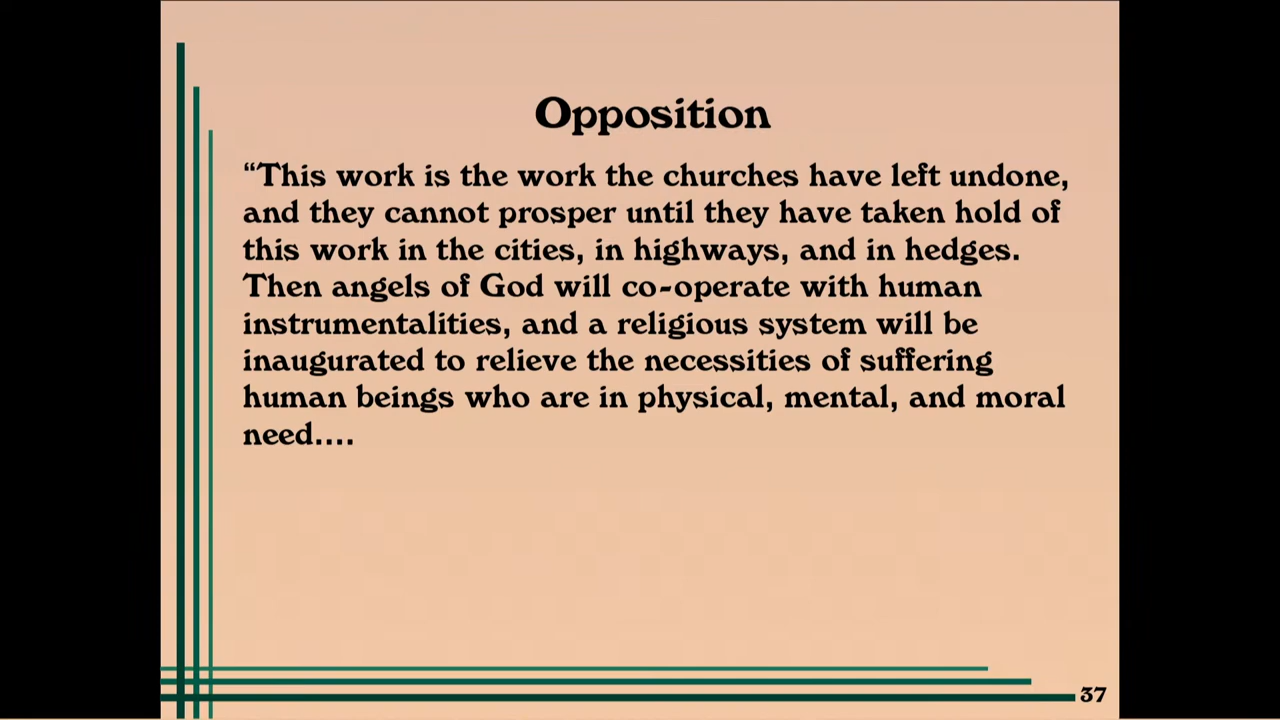 Opposition
“This work is the work the churches have left undone,
and they cannot prosper until they have taken hold of
this work in the cities, in highways, and in hedges.
Then angels of God will co-operate with human
instrumentalities, and a religious system will be
inaugurated to relieve the necessities of suffering
human beings who are in physical, mental, and moral
need....
37